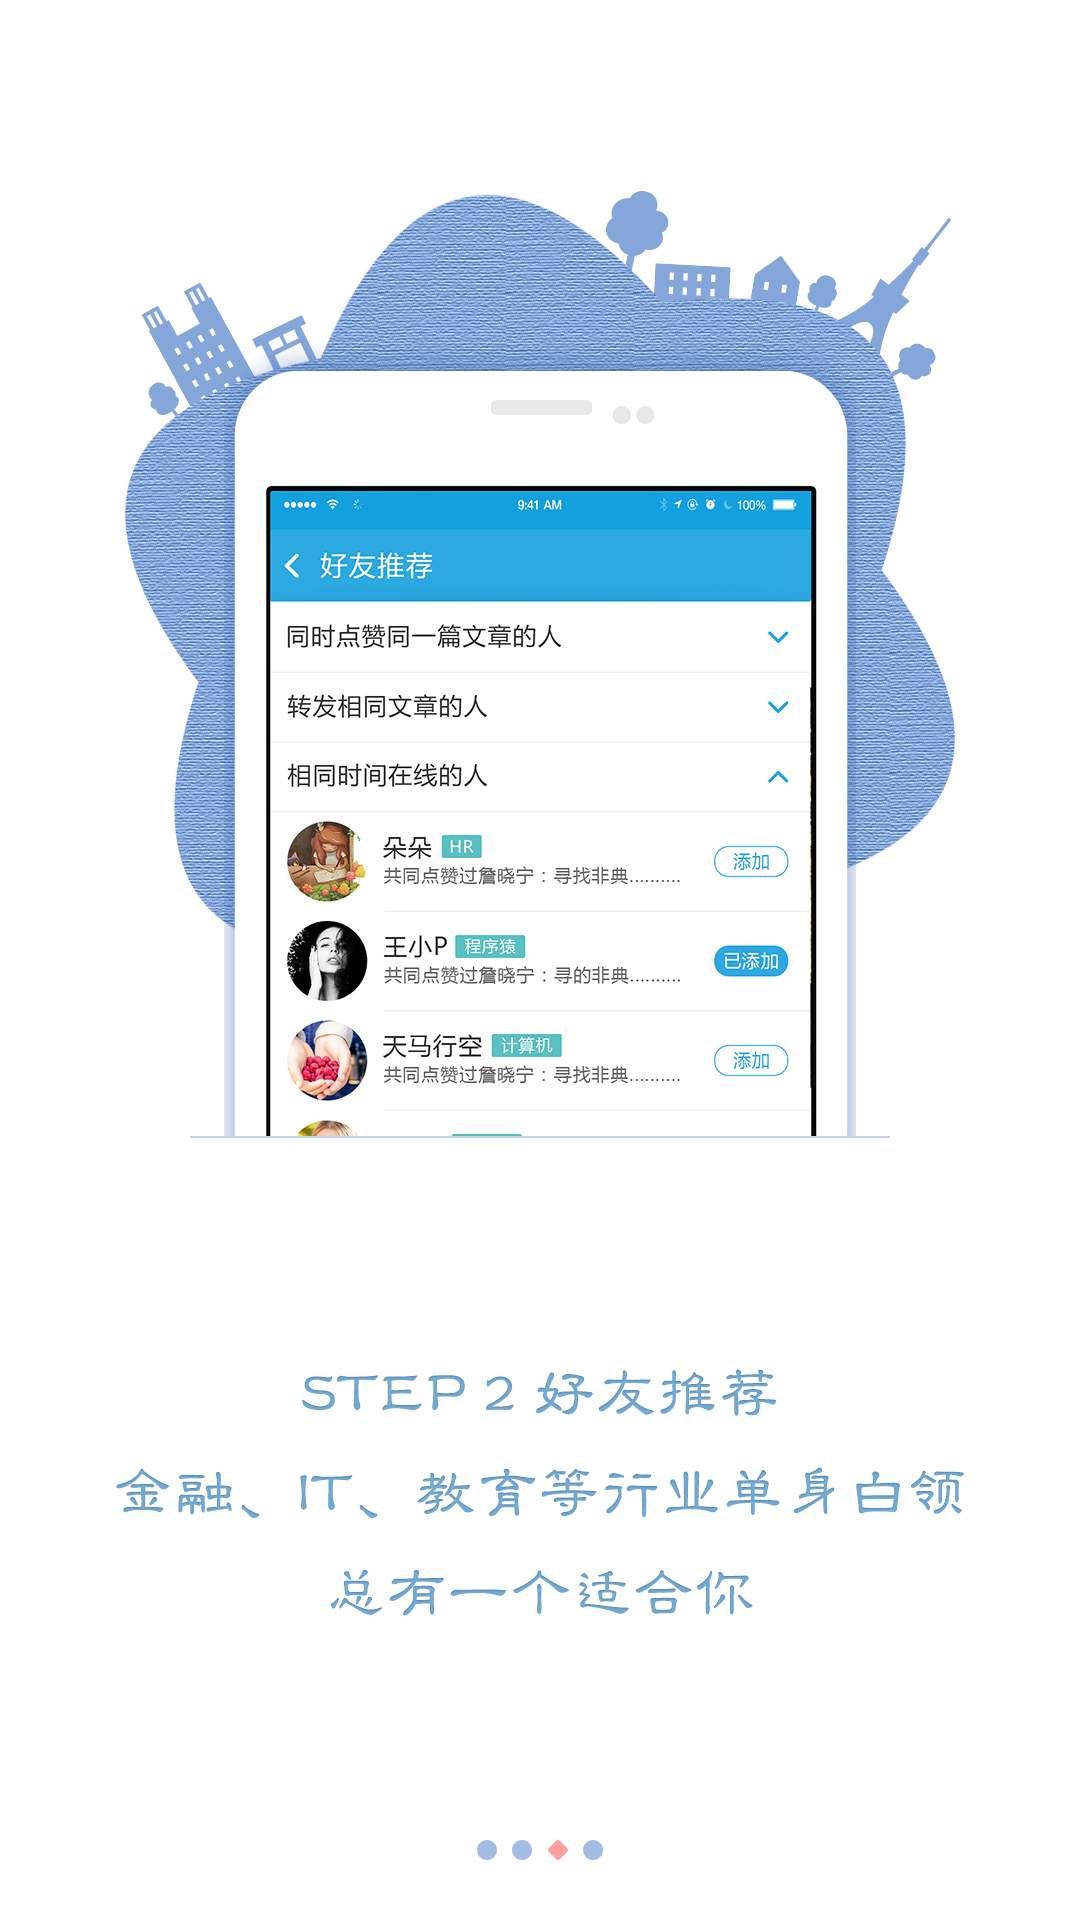 9:41 AM 100%
好友推荐
同时点赞同一篇文章的人
转发相同文章的人
相同时间在线的人
朵朵 HR
共同点赞过詹晓宁：寻找非典.......... 添加
王小P 程序猿
共同点赞过詹晓宁：寻的非典.......... 已添加
天马行空 计算机
共同点赞过詹晓宁：寻找非典.......... 添加
STEP 2 好友推荐
金融、IT、教育等行业单身白领
总有一个适合你